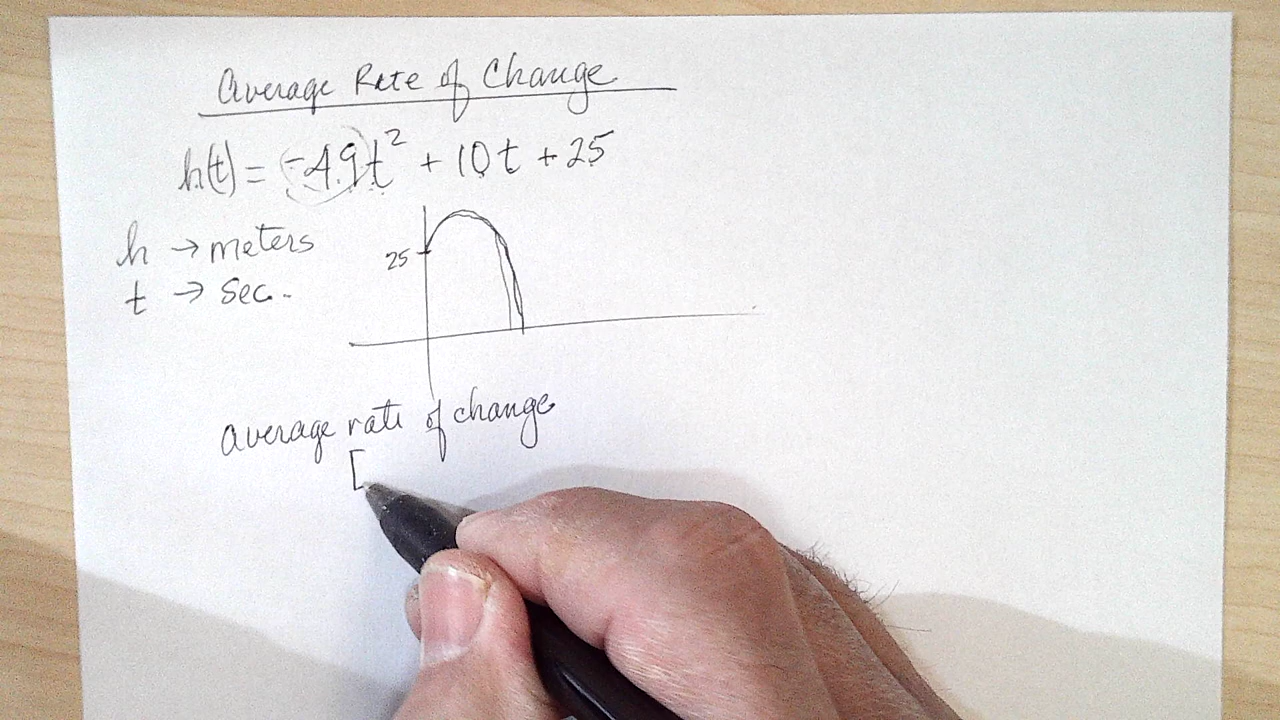 Average Rate of Change
h(t) = -4.9t² + 10t + 25
h → meters
t → sec.
25
average rate of change
[